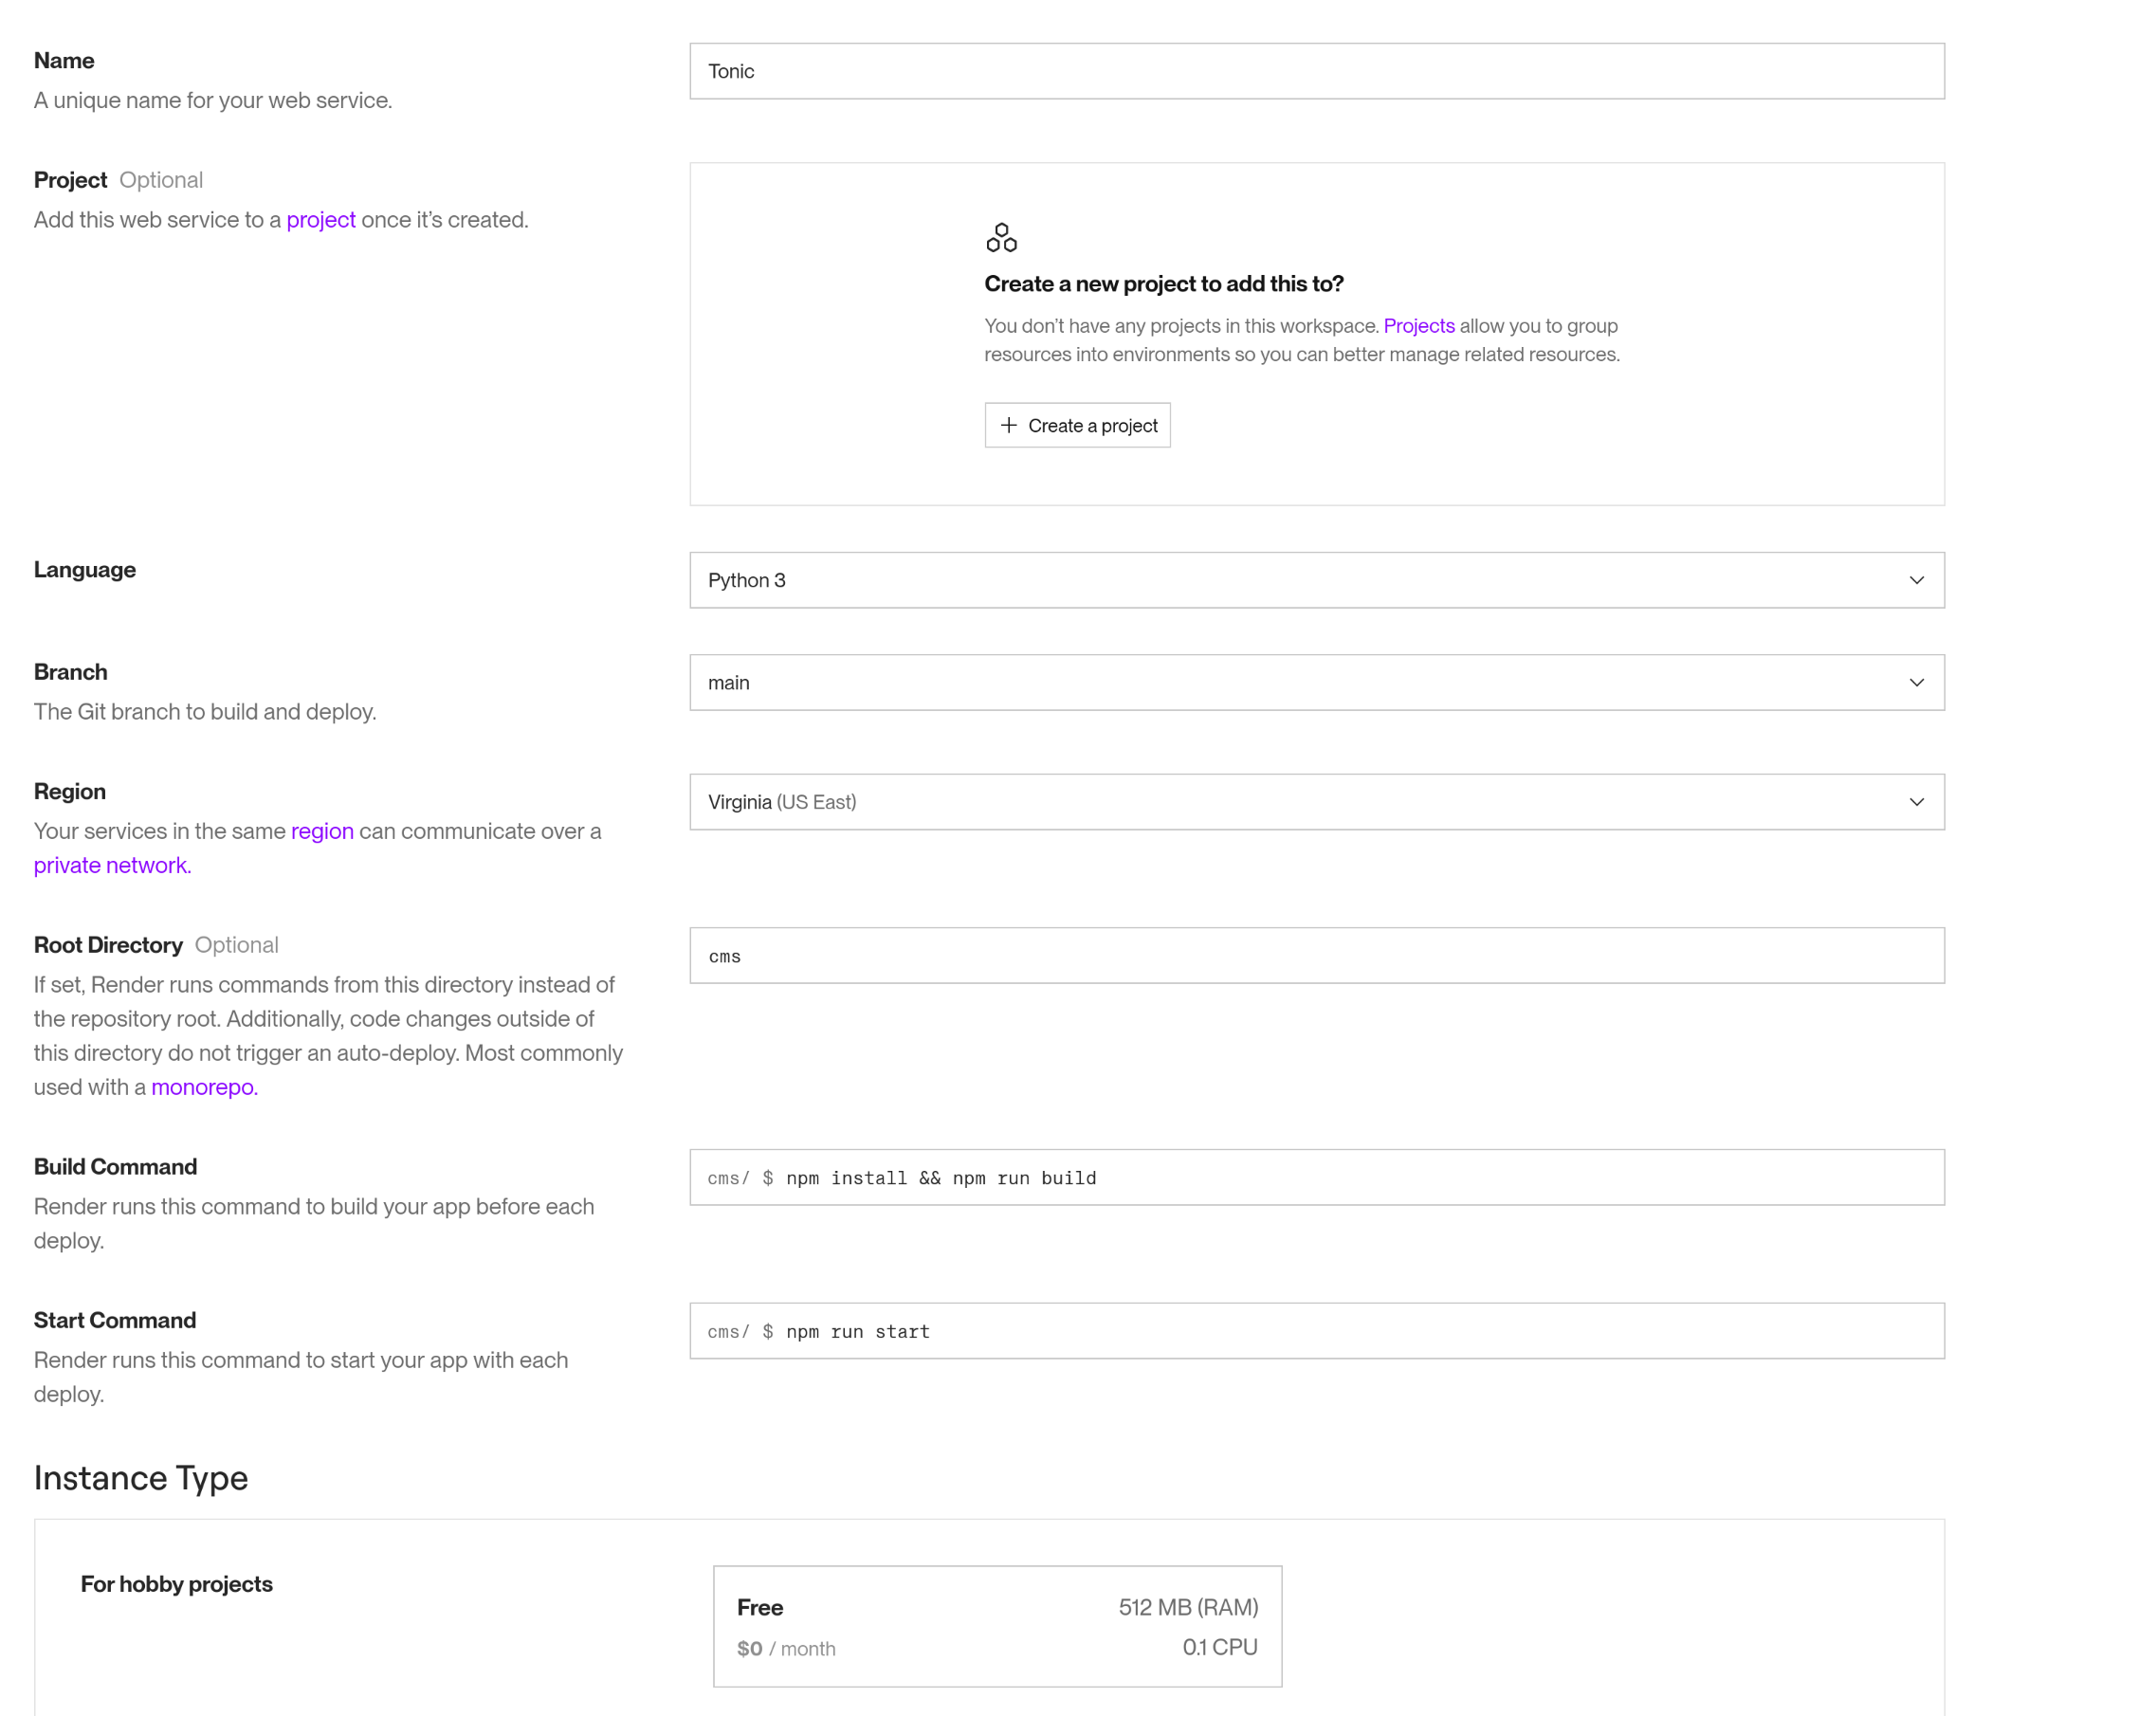 Name
A unique name for your web service.
Tonic
Project Optional
Add this web service to a project once it’s created.
Create a new project to add this to?
You don’t have any projects in this workspace. Projects allow you to group
resources into environments so you can better manage related resources.
Create a project
Language
Python 3
Branch
The Git branch to build and deploy.
main
Region
Your services in the same region can communicate over a
private network.
Virginia (US East)
Root Directory Optional
If set, Render runs commands from this directory instead of
the repository root. Additionally, code changes outside of
this directory do not trigger an auto-deploy. Most commonly
used with a monorepo.
cms
Build Command
Render runs this command to build your app before each
deploy.
cms/ $ npm install && npm run build
Start Command
Render runs this command to start your app with each
deploy.
cms/ $ npm run start
Instance Type
For hobby projects
Free 512 MB (RAM)
$0 / month 0.1 CPU